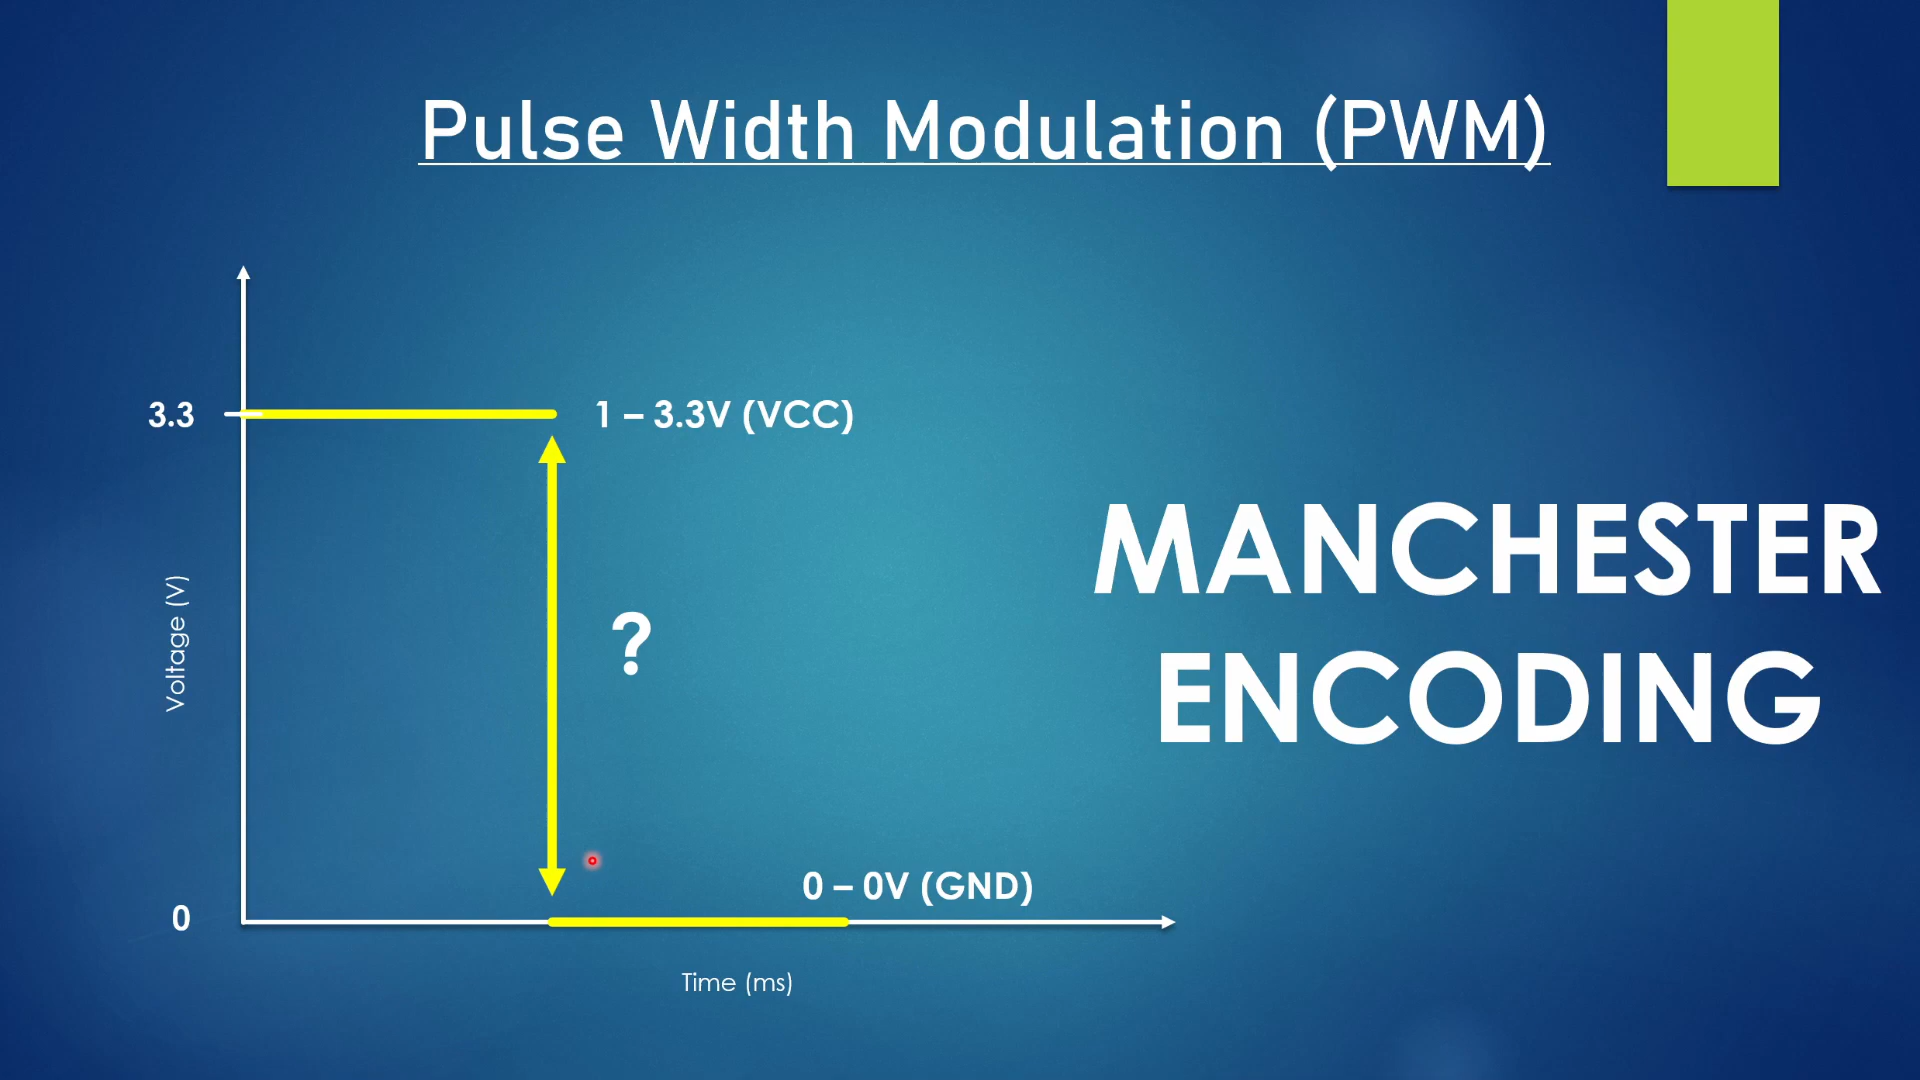 Pulse Width Modulation (PWM)
3.3
1 – 3.3V (VCC)
MANCHESTER
ENCODING
?
Voltage (V)
0 – 0V (GND)
0
Time (ms)